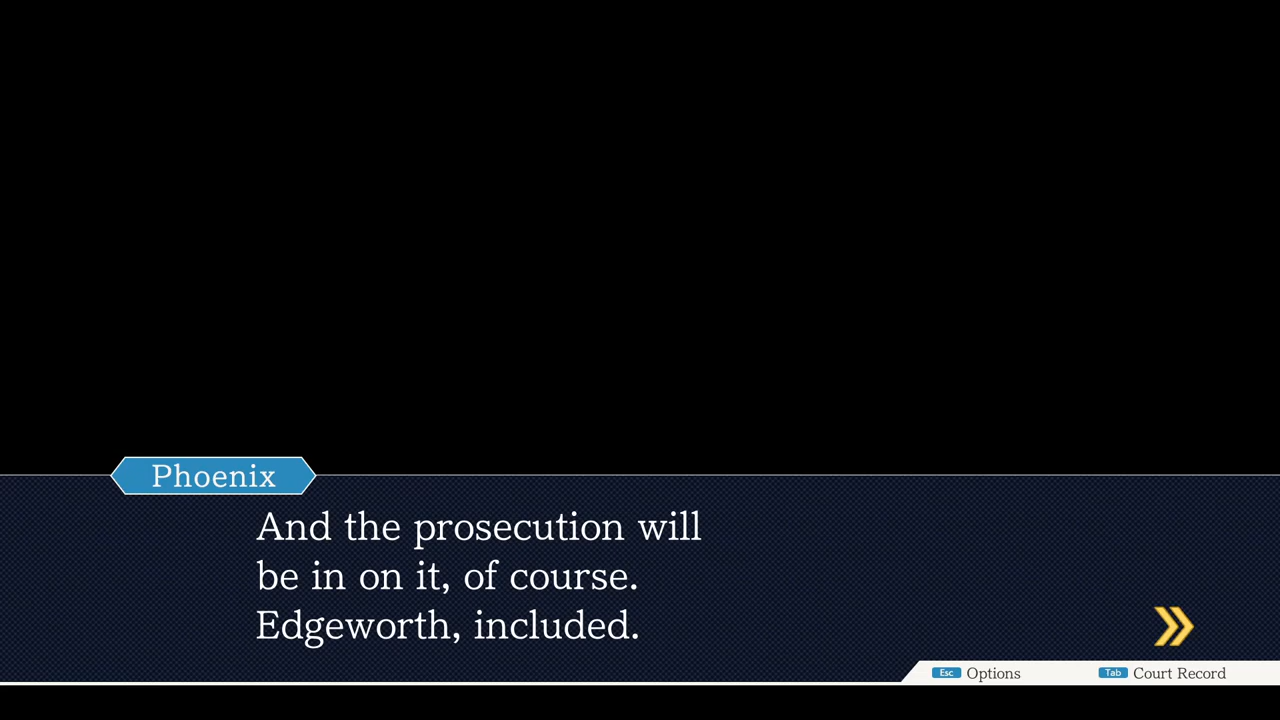 Phoenix
And the prosecution will
be in on it, of course.
Edgeworth, included.
Esc Options Tab Court Record